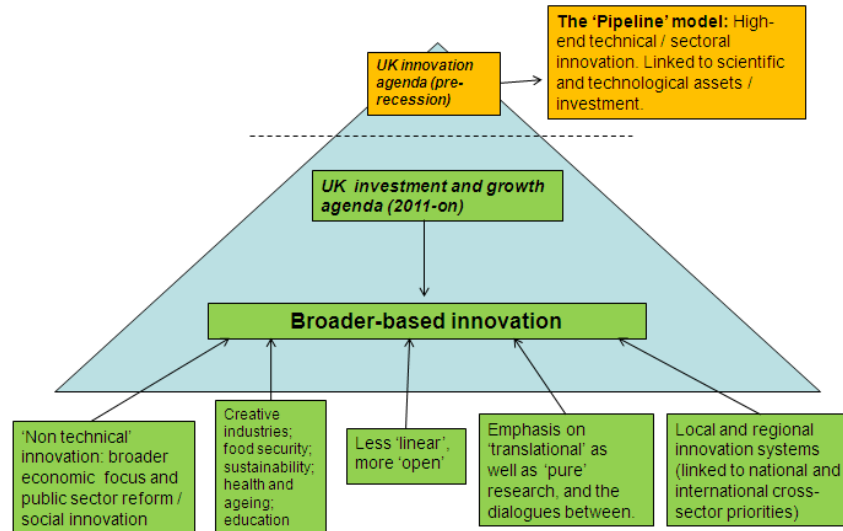 The ‘Pipeline’ model: High-
end technical / sectoral
innovation. Linked to scientific
and technological assets /
investment.
UK innovation
agenda (pre-
recession)
UK investment and growth
agenda (2011-on)
Broader-based innovation
‘Non technical’
innovation: broader
economic focus and
public sector reform /
social innovation
Creative
industries;
food security;
sustainability;
health and
ageing;
education
Less ‘linear’,
more ‘open’
Emphasis on
‘translational’ as
well as ‘pure’
research, and the
dialogues between.
Local and regional
innovation systems
(linked to national and
international cross-
sector priorities)